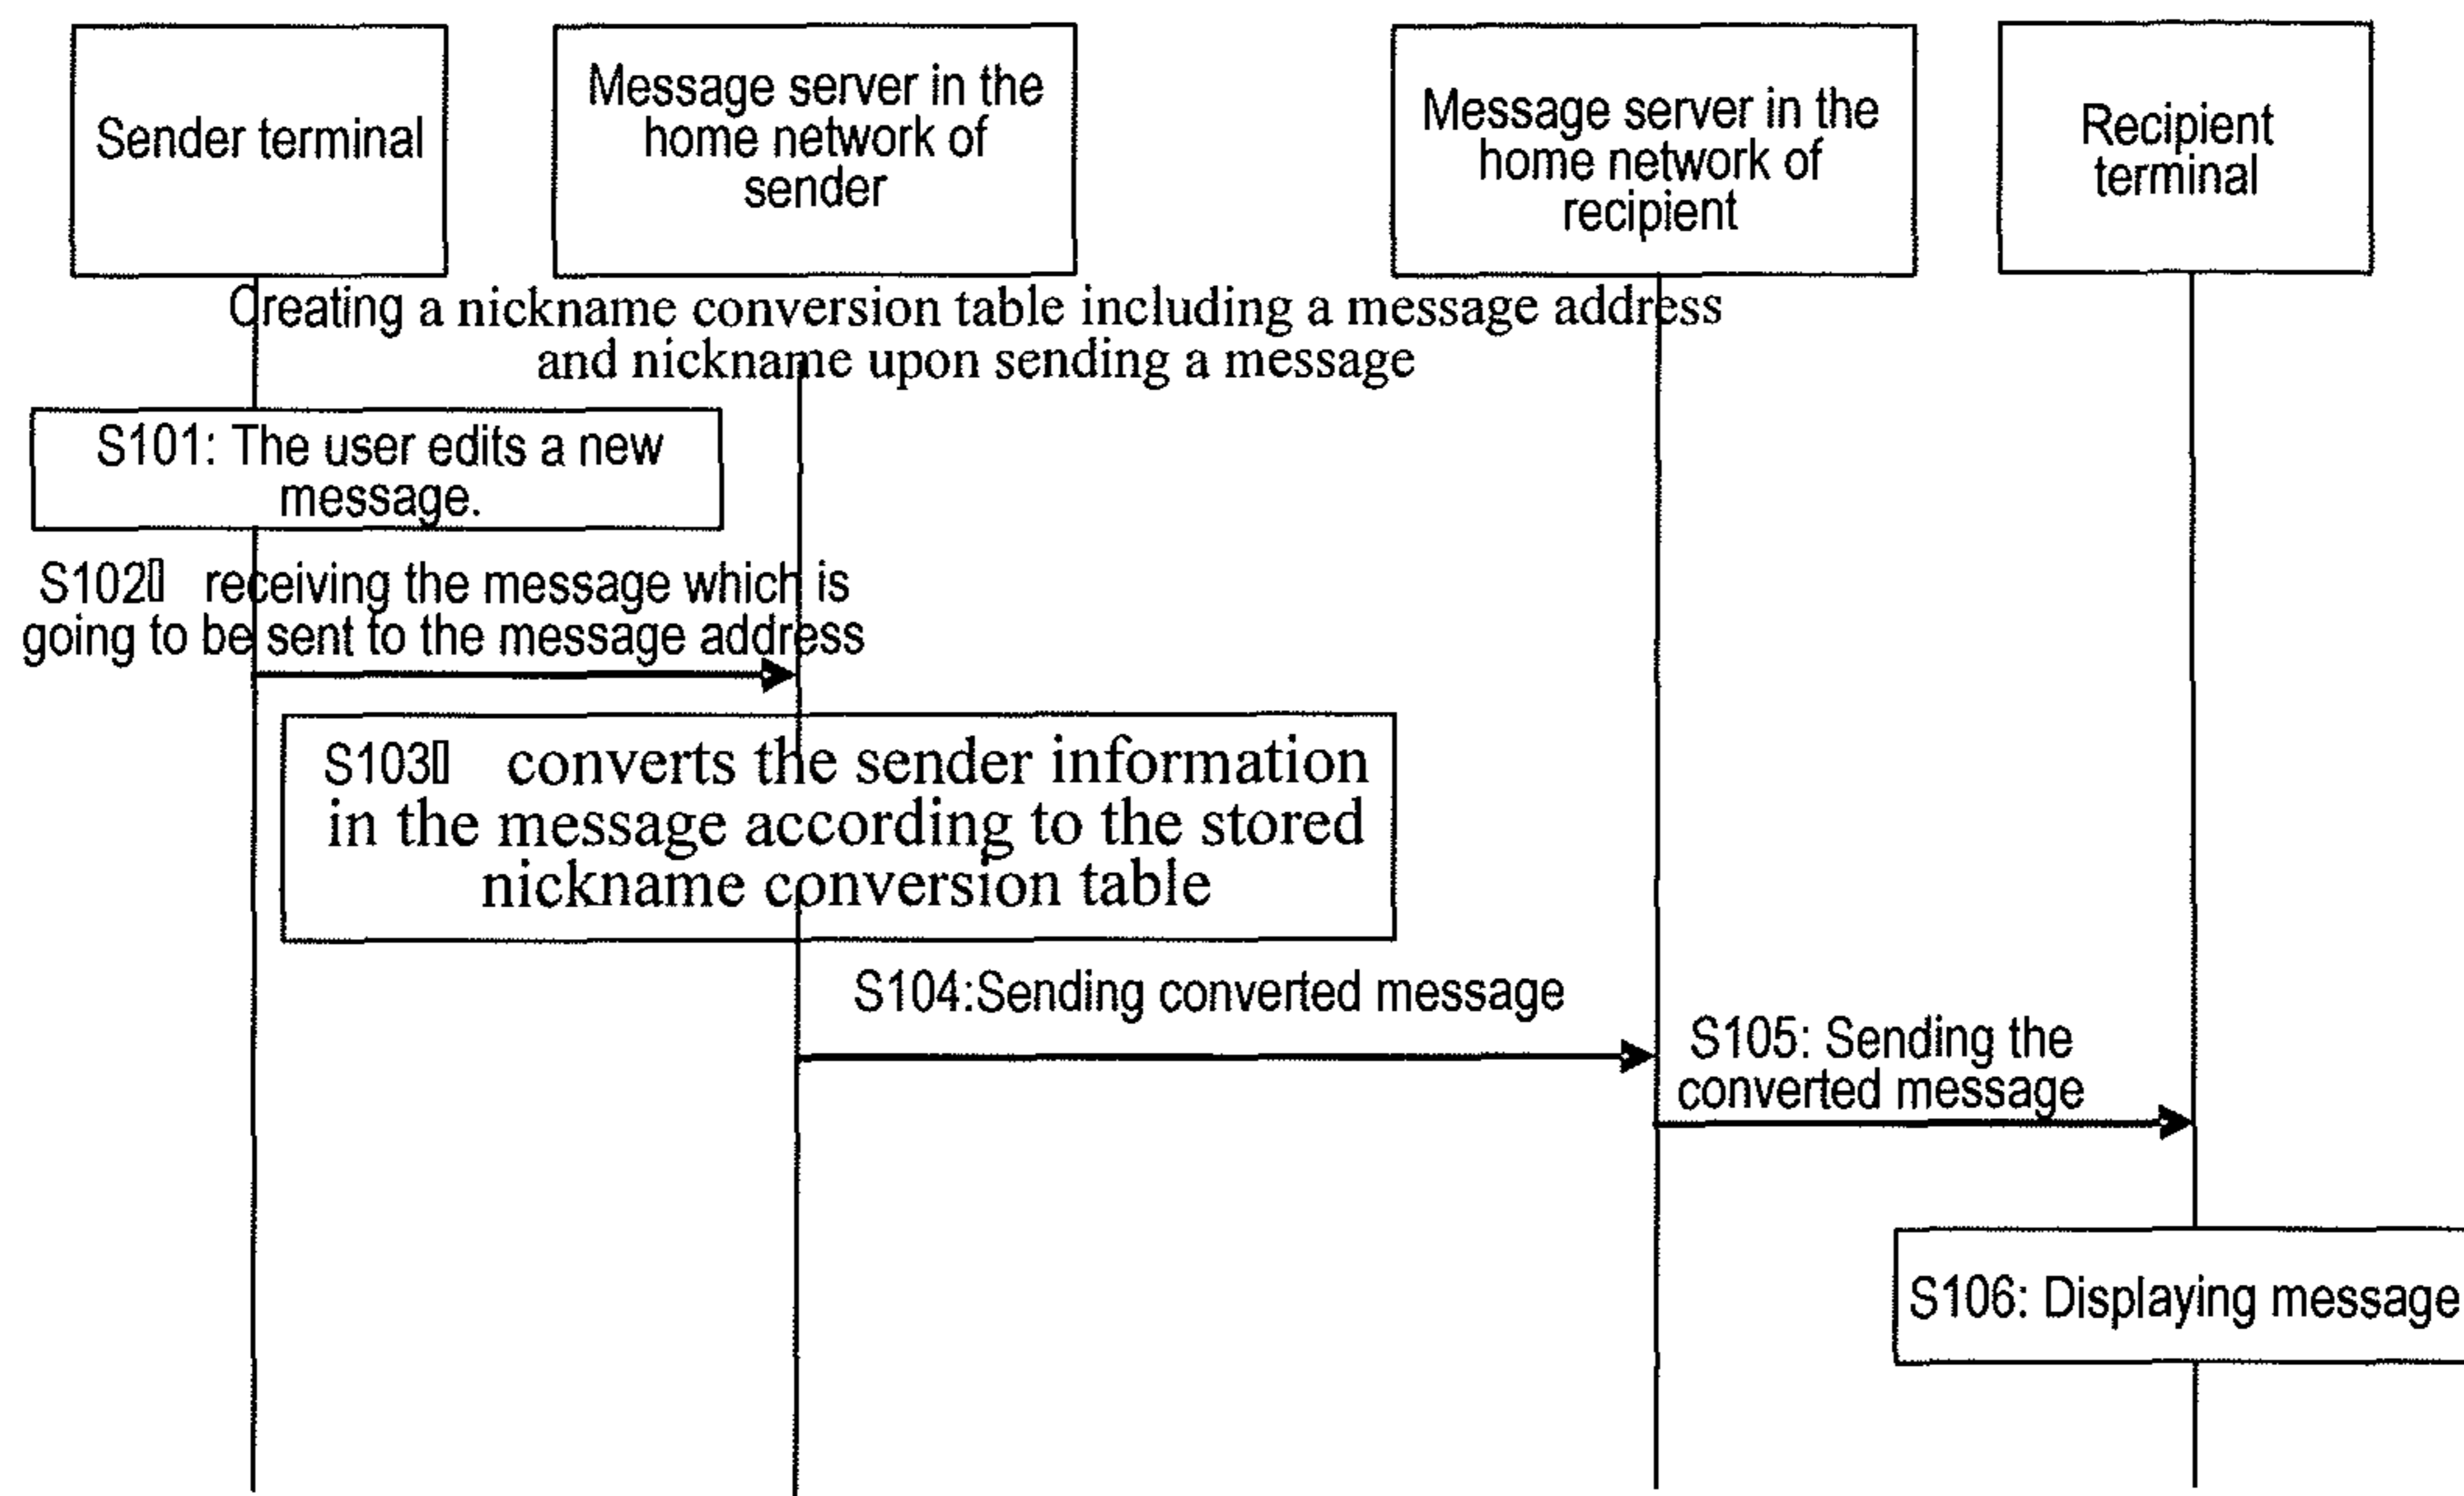 Sender terminal
Message server in the
home network of
sender
Message server in the
home network of
recipient
Recipient
terminal
Creating a nickname conversion table including a message address
and nickname upon sending a message
S101: The user edits a new
message.
S102▯ receiving the message which is
going to be sent to the message address
S103▯ converts the sender information
in the message according to the stored
nickname conversion table
S104:Sending converted message
S105: Sending the
converted message
S106: Displaying message